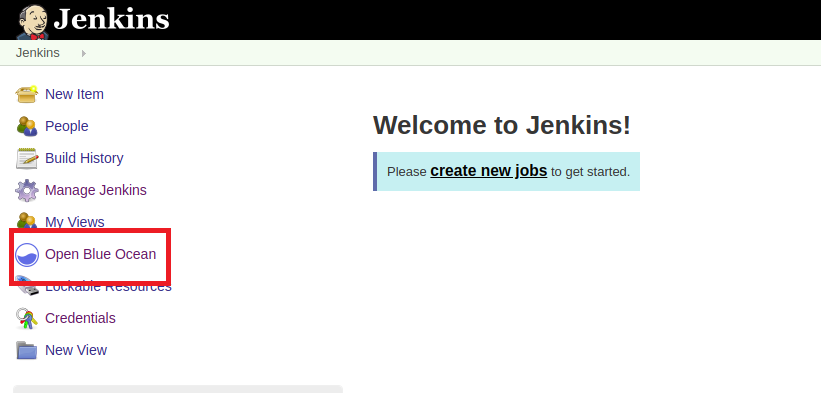 Jenkins
Jenkins
New Item
People
Build History
Manage Jenkins
My Views
Open Blue Ocean
Lockable Resources
Credentials
New View
Welcome to Jenkins!
Please create new jobs to get started.